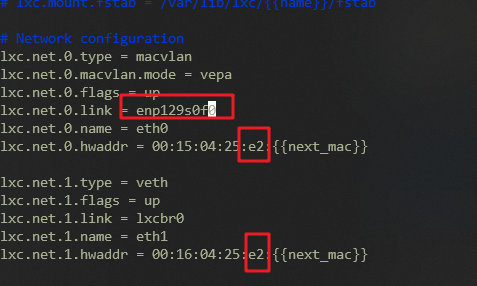 # lxc.mount.fstab = /var/lib/lxc/{{name}}/fstab
# Network configuration
lxc.net.0.type = macvlan
lxc.net.0.macvlan.mode = vepa
lxc.net.0.flags = up
lxc.net.0.link = enp129s0f0
lxc.net.0.name = eth0
lxc.net.0.hwaddr = 00:15:04:25:e2:{{next_mac}}
lxc.net.1.type = veth
lxc.net.1.flags = up
lxc.net.1.link = lxcbr0
lxc.net.1.name = eth1
lxc.net.1.hwaddr = 00:16:04:25:e2:{{next_mac}}